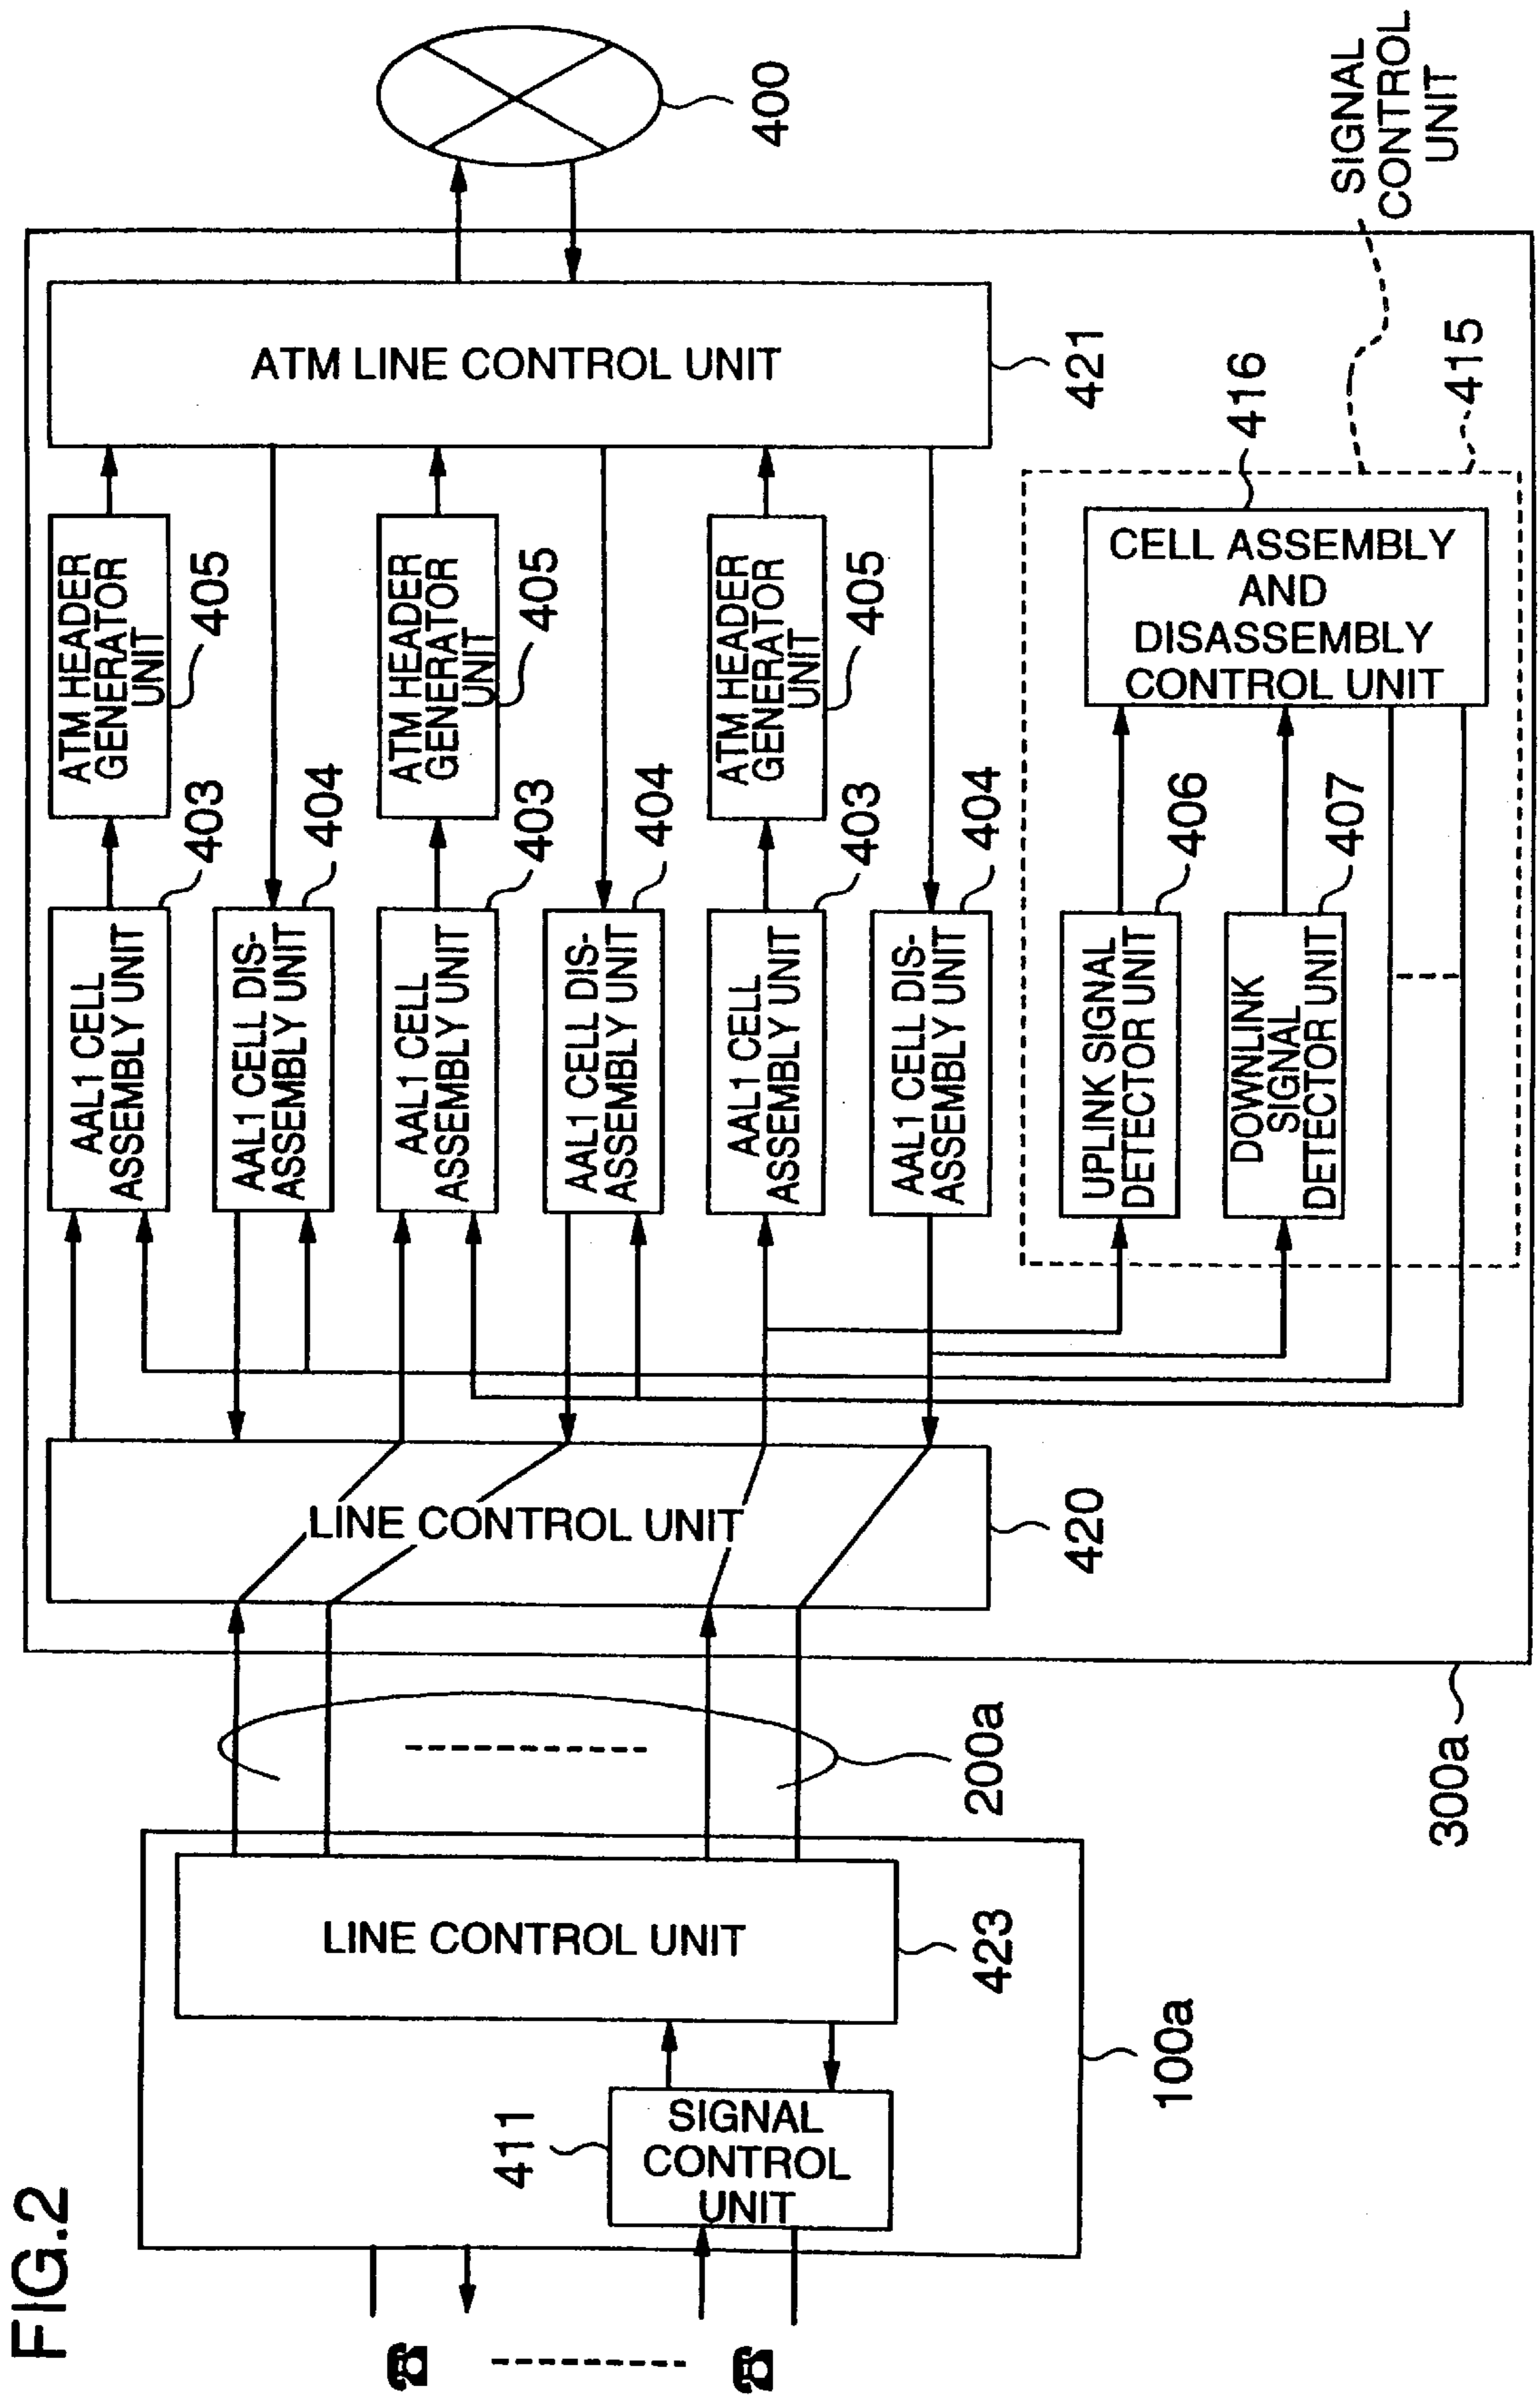 FIG.2
411
SIGNAL
CONTROL
UNIT
100a
LINE CONTROL UNIT
423
200a
300a
LINE CONTROL UNIT
420
AAL1 CELL
ASSEMBLY UNIT
403
ATM HEADER
GENERATOR
UNIT
405
AAL1 CELL DIS-
ASSEMBLY UNIT
404
AAL1 CELL
ASSEMBLY UNIT
403
ATM HEADER
GENERATOR
UNIT
405
AAL1 CELL DIS-
ASSEMBLY UNIT
404
AAL1 CELL
ASSEMBLY UNIT
403
ATM HEADER
GENERATOR
UNIT
405
AAL1 CELL DIS-
ASSEMBLY UNIT
404
UPLINK SIGNAL
DETECTOR UNIT
406
DOWNLINK
SIGNAL
DETECTOR UNIT
407
CELL ASSEMBLY
AND
DISASSEMBLY
CONTROL UNIT
416
415
SIGNAL
CONTROL
UNIT
ATM LINE CONTROL UNIT
421
400